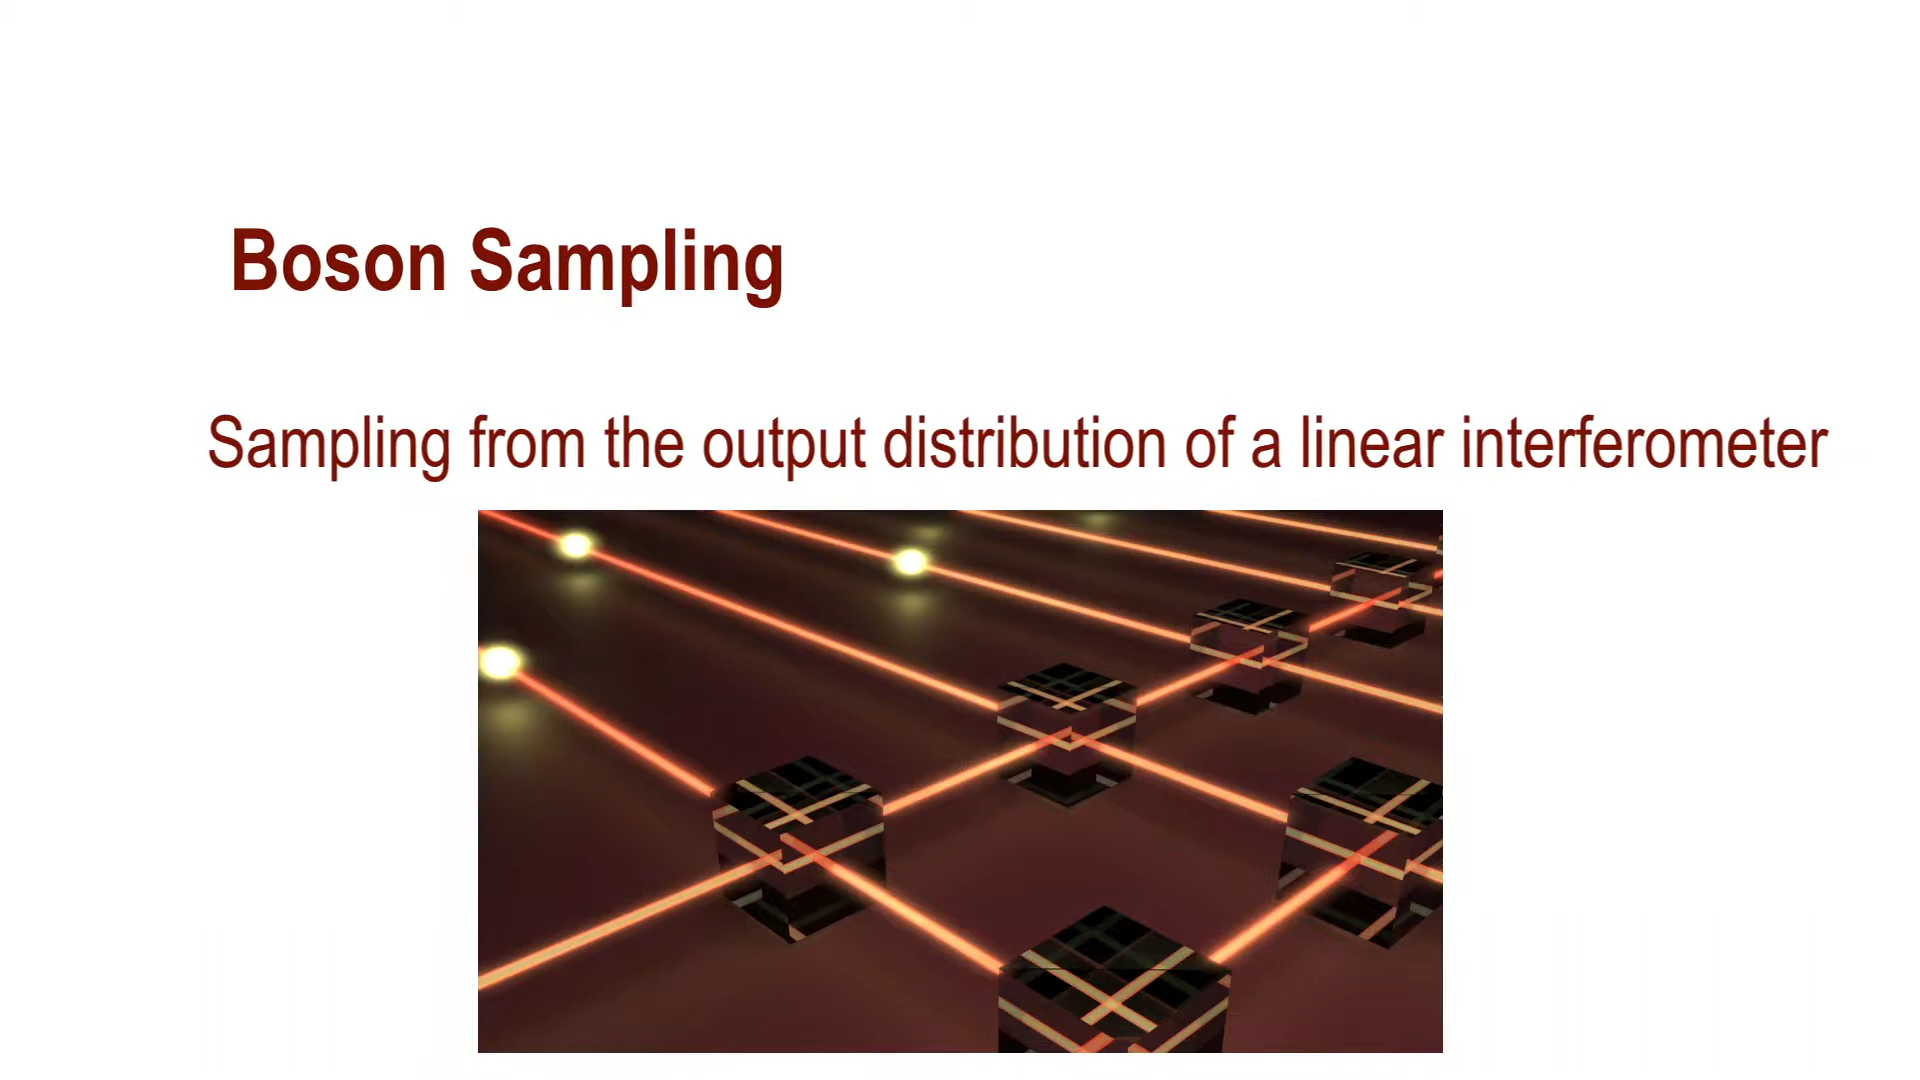 Boson Sampling
Sampling from the output distribution of a linear interferometer